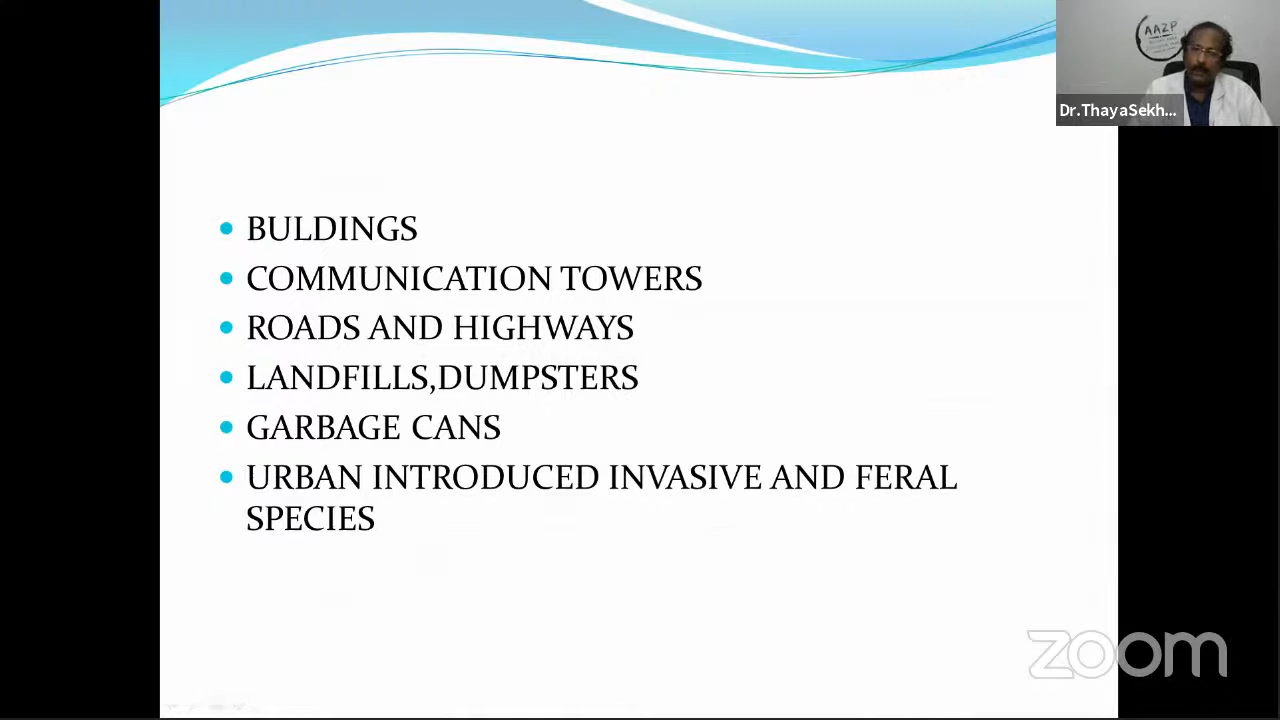 AAZP
Dr.ThayaSekh...
BULDINGS
COMMUNICATION TOWERS
ROADS AND HIGHWAYS
LANDFILLS,DUMPSTERS
GARBAGE CANS
URBAN INTRODUCED INVASIVE AND FERAL
SPECIES
zoom